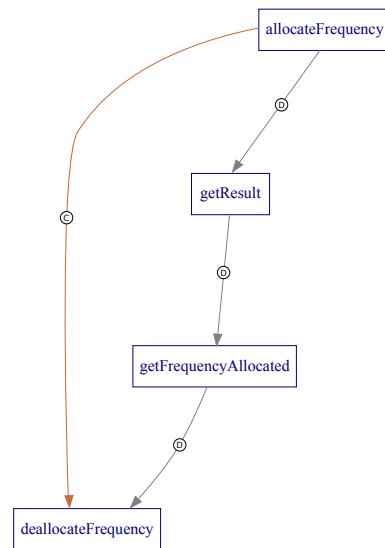 allocateFrequency
D
getResult
C
D
getFrequencyAllocated
D
deallocateFrequency